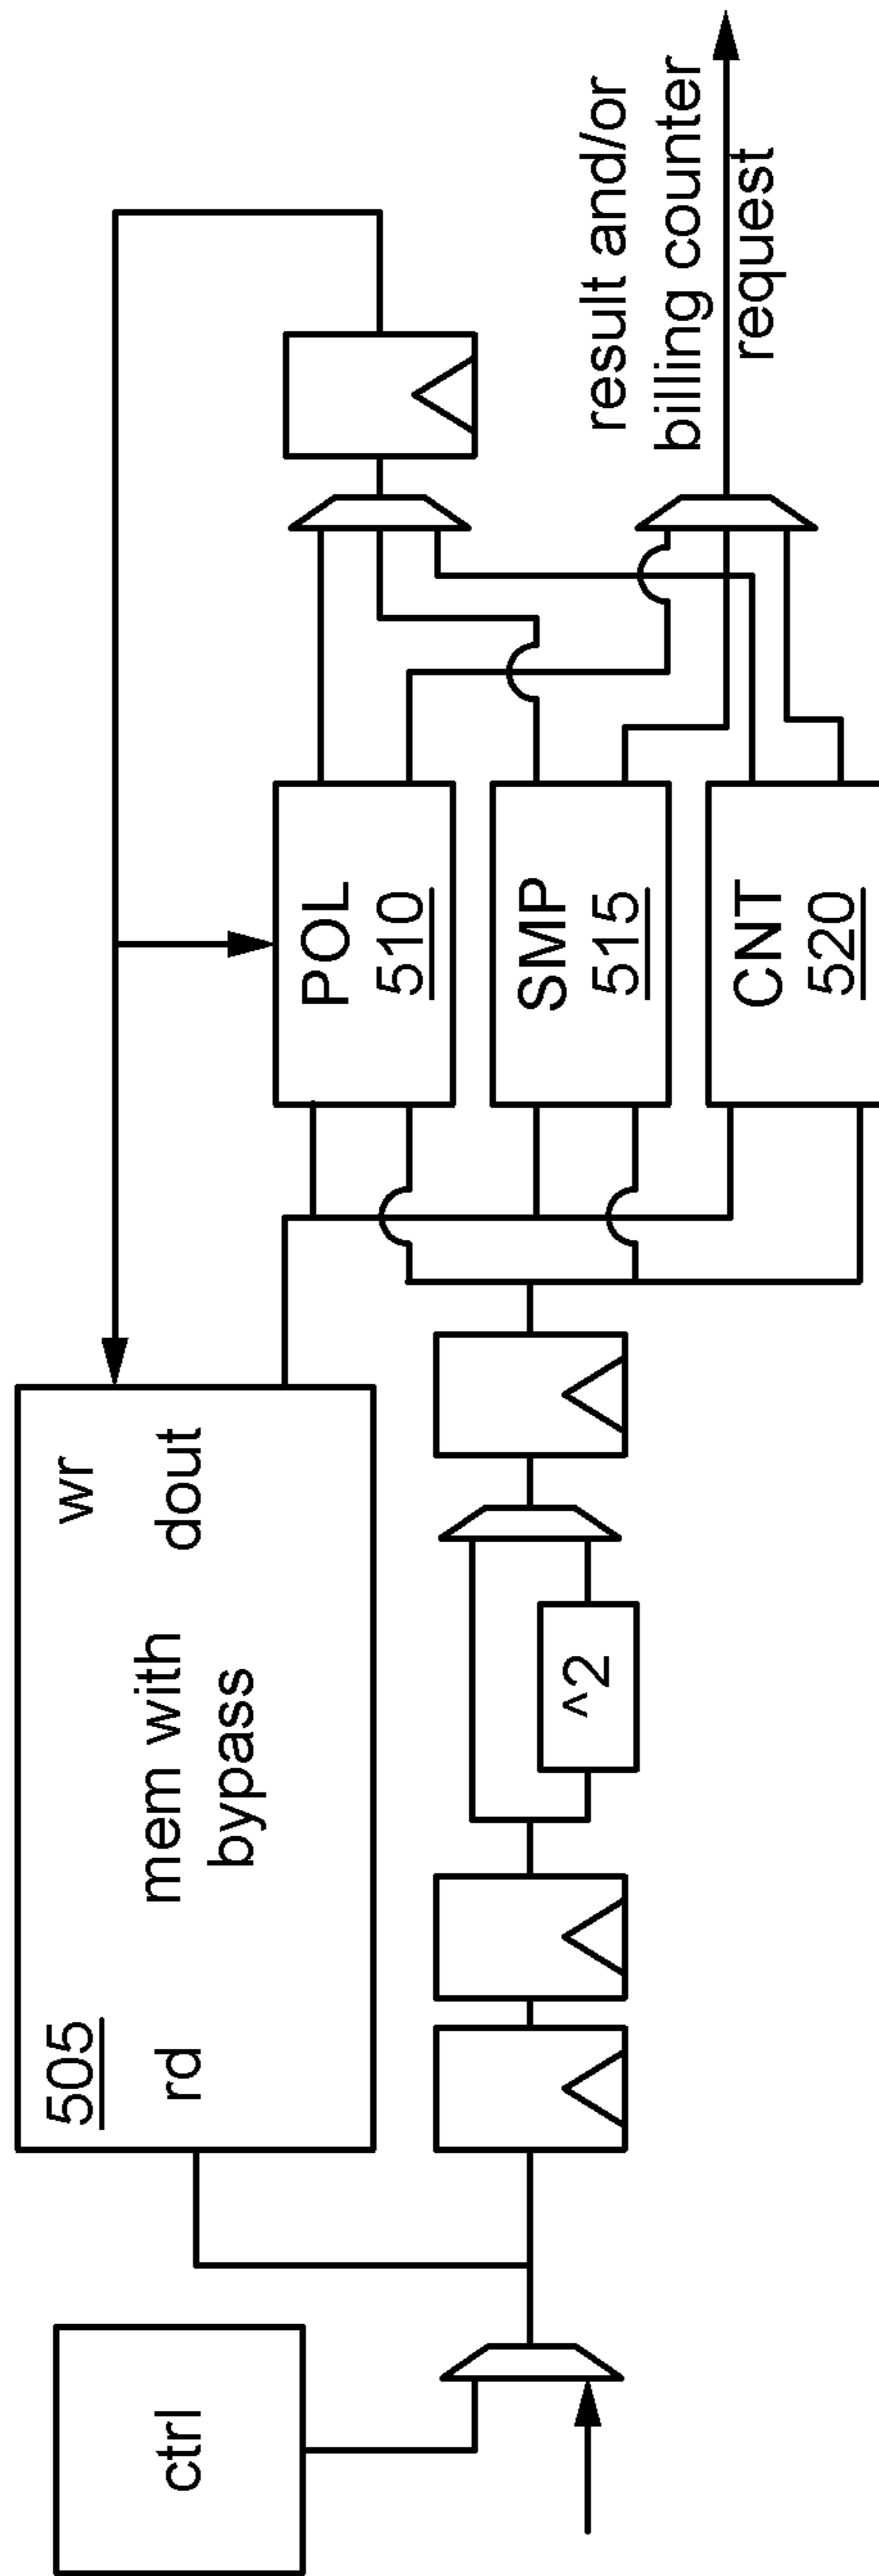 ctrl
505
rd
mem with
bypass
wr
dout
^2
POL
510
SMP
515
CNT
520
result and/or
billing counter
request